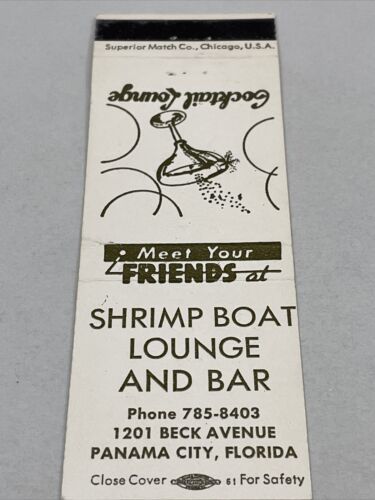 Superior Match Co., Chicago, U.S.A.
Cocktail Lounge
Meet Your
FRIENDS at
SHRIMP BOAT
LOUNGE
AND BAR
Phone 785-8403
1201 BECK AVENUE
PANAMA CITY, FLORIDA
Close Cover 61 For Safety